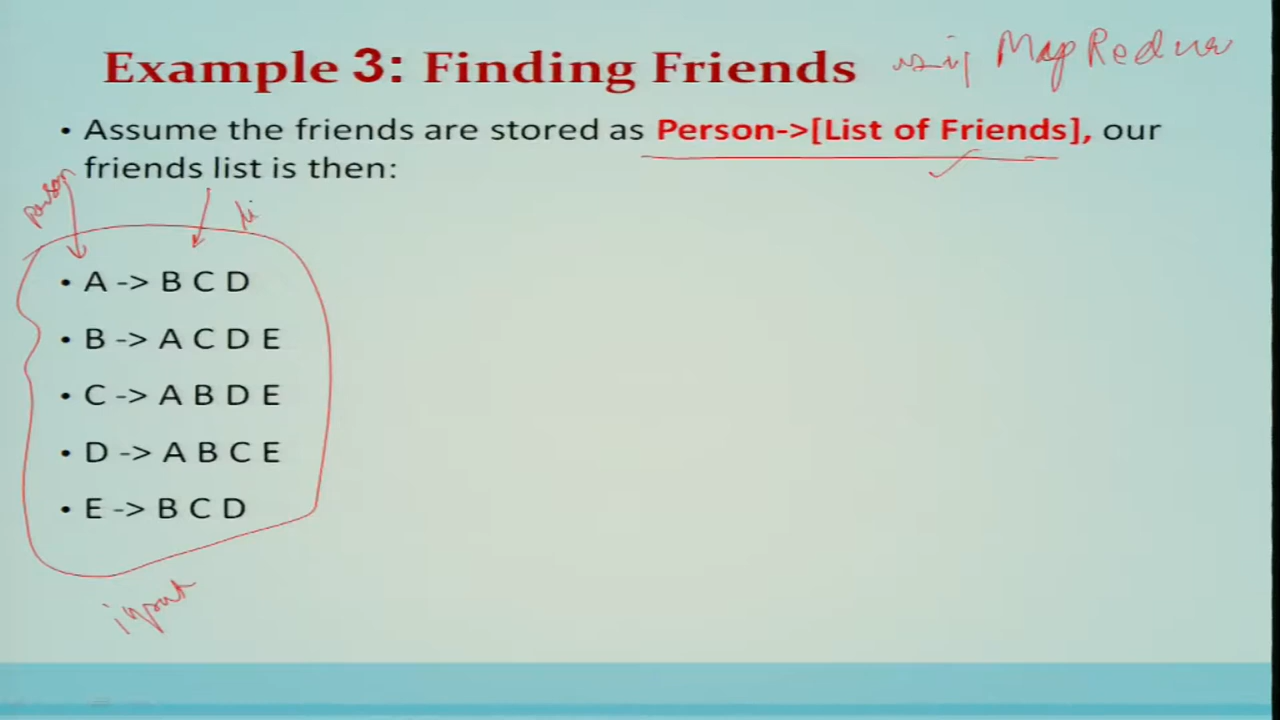 Example 3: Finding Friends using MapReduce
• Assume the friends are stored as Person->[List of Friends], our
friends list is then:
person
li
• A -> B C D
• B -> A C D E
• C -> A B D E
• D -> A B C E
• E -> B C D
input